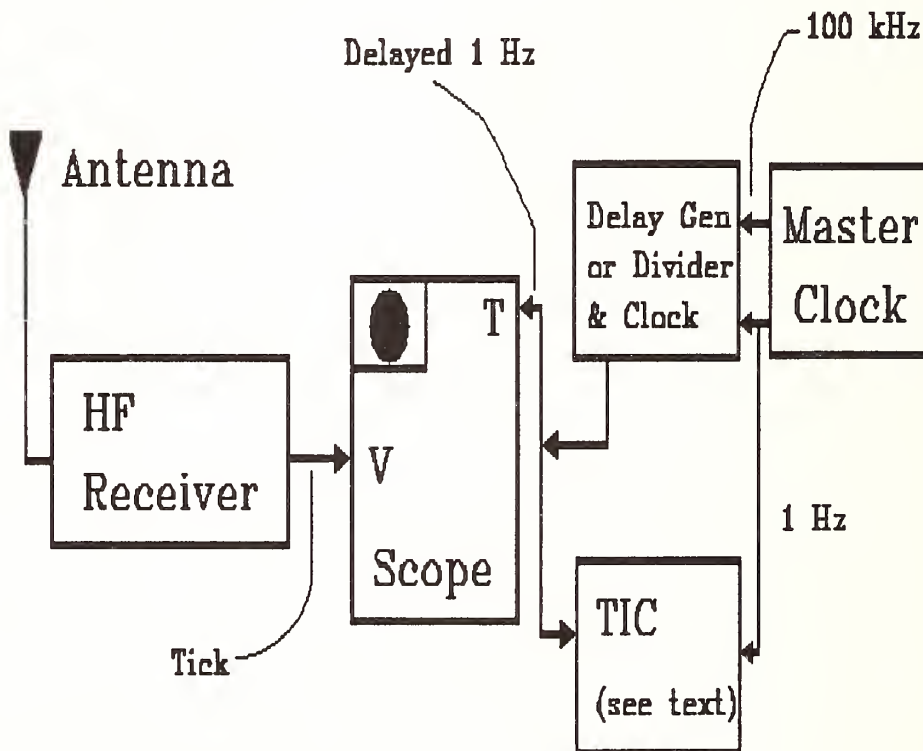 100 kHz
Delayed 1 Hz
Antenna
Delay Gen
or Divider
& Clock
Master
Clock
T
HF
Receiver
V
Scope
1 Hz
TIC
(see text)
Tick